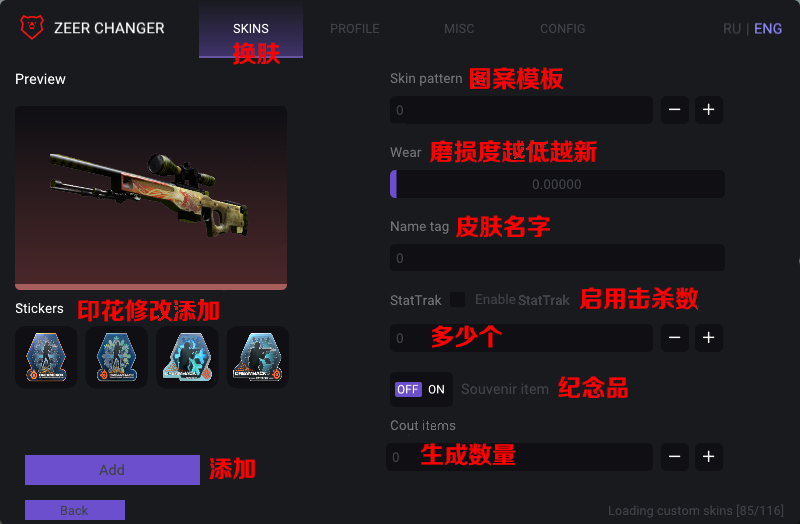 ZEER CHANGER
SKINS
PROFILE
MISC
CONFIG
RU | ENG
换肤
Preview
Skin pattern 图案模板
0
− +
Wear 磨损度越低越新
0.00000
Name tag 皮肤名字
0
Stickers 印花修改添加
StatTrak Enable StatTrak 启用击杀数
0 多少个
− +
OFF ON Souvenir item 纪念品
Cout items
0 生成数量
− +
Add 添加
Back
Loading custom skins [85/116]